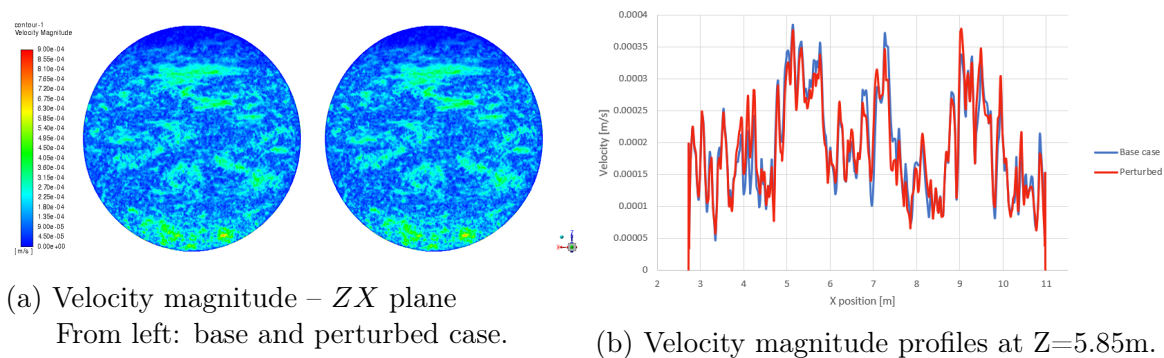 contour-1
Velocity Magnitude
9.00e-04
8.55e-04
8.10e-04
7.65e-04
7.20e-04
6.75e-04
6.30e-04
5.85e-04
5.40e-04
4.95e-04
4.50e-04
4.05e-04
3.60e-04
3.15e-04
2.70e-04
2.25e-04
1.80e-04
1.35e-04
9.00e-05
4.50e-05
0.00e+00
[m/s]
Z
(a) Velocity magnitude – ZX plane
From left: base and perturbed case.
0.0004
0.00035
0.0003
0.00025
0.0002
0.00015
0.0001
0.00005
0
Velocity [m/s]
2 3 4 5 6 7 8 9 10 11
X position [m]
Base case
Perturbed
(b) Velocity magnitude profiles at Z=5.85m.